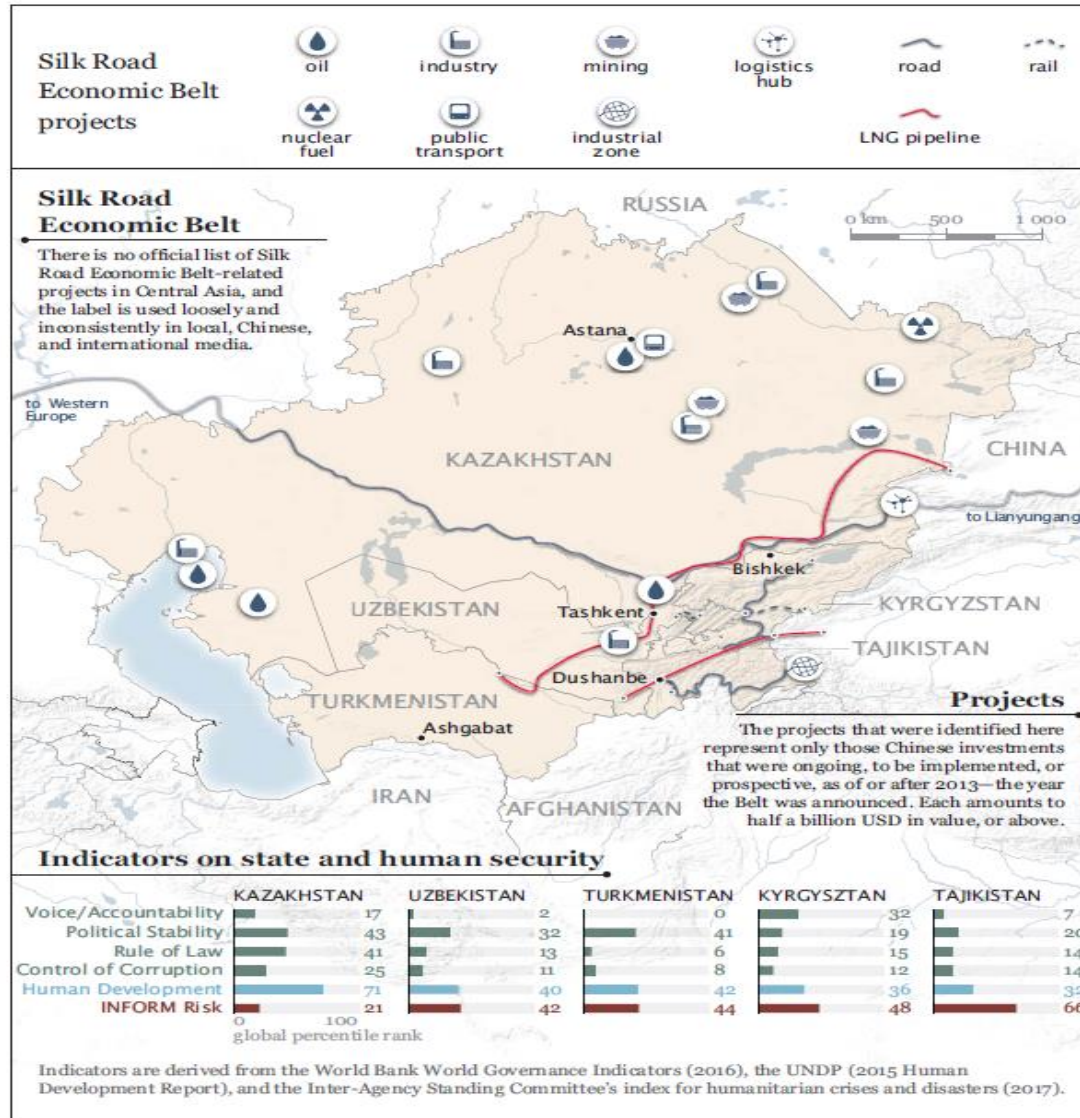 Silk Road
Economic Belt
projects
oil
industry
mining
logistics
hub
road
rail
nuclear
fuel
public
transport
industrial
zone
LNG pipeline
Silk Road
Economic Belt
There is no official list of Silk
Road Economic Belt-related
projects in Central Asia, and
the label is used loosely and
inconsistently in local, Chinese,
and international media.
RUSSIA
0 km 500 1 000
Astana
to Western
Europe
KAZAKHSTAN
CHINA
to Lianyungang
Bishkek
UZBEKISTAN
Tashkent
KYRGYZSTAN
TAJIKISTAN
Dushanbe
TURKMENISTAN
Ashgabat
IRAN
AFGHANISTAN
Projects
The projects that were identified here
represent only those Chinese investments
that were ongoing, to be implemented, or
prospective, as of or after 2013—the year
the Belt was announced. Each amounts to
half a billion USD in value, or above.
Indicators on state and human security
KAZAKHSTAN UZBEKISTAN TURKMENISTAN KYRGYSZTAN TAJIKISTAN
Voice/Accountability 17 2 0 32 7
Political Stability 43 32 41 19 20
Rule of Law 41 13 6 15 14
Control of Corruption 25 11 8 12 14
Human Development 71 40 42 36 32
INFORM Risk 21 42 44 48 66
0 100
global percentile rank
Indicators are derived from the World Bank World Governance Indicators (2016), the UNDP (2015 Human
Development Report), and the Inter-Agency Standing Committee's index for humanitarian crises and disasters (2017).